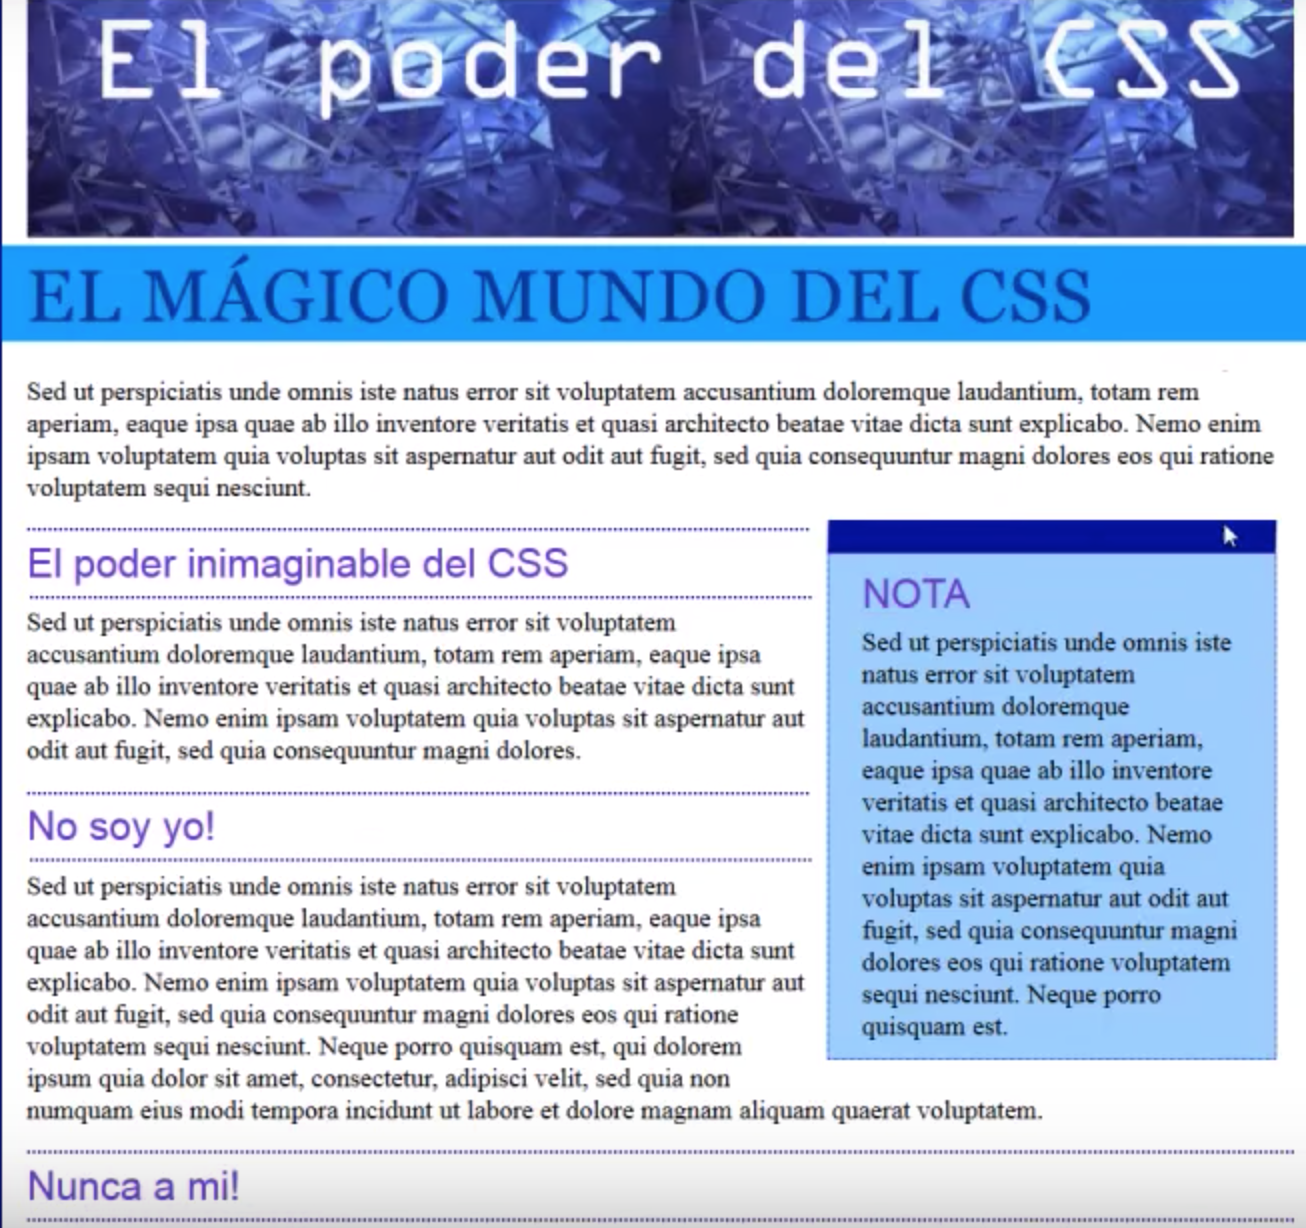 El poder del CSS
EL MÁGICO MUNDO DEL CSS
Sed ut perspiciatis unde omnis iste natus error sit voluptatem accusantium doloremque laudantium, totam rem
aperiam, eaque ipsa quae ab illo inventore veritatis et quasi architecto beatae vitae dicta sunt explicabo. Nemo enim
ipsam voluptatem quia voluptas sit aspernatur aut odit aut fugit, sed quia consequuntur magni dolores eos qui ratione
voluptatem sequi nesciunt.
El poder inimaginable del CSS
Sed ut perspiciatis unde omnis iste natus error sit voluptatem
accusantium doloremque laudantium, totam rem aperiam, eaque ipsa
quae ab illo inventore veritatis et quasi architecto beatae vitae dicta sunt
explicabo. Nemo enim ipsam voluptatem quia voluptas sit aspernatur aut
odit aut fugit, sed quia consequuntur magni dolores.
No soy yo!
Sed ut perspiciatis unde omnis iste natus error sit voluptatem
accusantium doloremque laudantium, totam rem aperiam, eaque ipsa
quae ab illo inventore veritatis et quasi architecto beatae vitae dicta sunt
explicabo. Nemo enim ipsam voluptatem quia voluptas sit aspernatur aut
odit aut fugit, sed quia consequuntur magni dolores eos qui ratione
voluptatem sequi nesciunt. Neque porro quisquam est, qui dolorem
ipsum quia dolor sit amet, consectetur, adipisci velit, sed quia non
numquam eius modi tempora incidunt ut labore et dolore magnam aliquam quaerat voluptatem.
NOTA
Sed ut perspiciatis unde omnis iste
natus error sit voluptatem
accusantium doloremque
laudantium, totam rem aperiam,
eaque ipsa quae ab illo inventore
veritatis et quasi architecto beatae
vitae dicta sunt explicabo. Nemo
enim ipsam voluptatem quia
voluptas sit aspernatur aut odit aut
fugit, sed quia consequuntur magni
dolores eos qui ratione voluptatem
sequi nesciunt. Neque porro
quisquam est.
Nunca a mi!